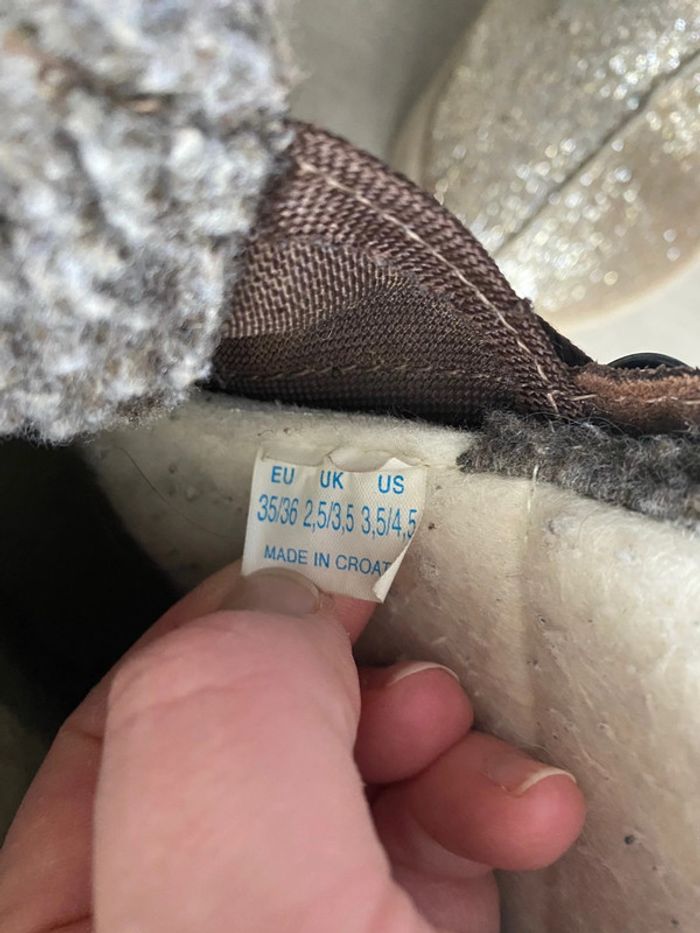 EU UK US
35/36 2,5/3,5 3,5/4,5
MADE IN CROAT